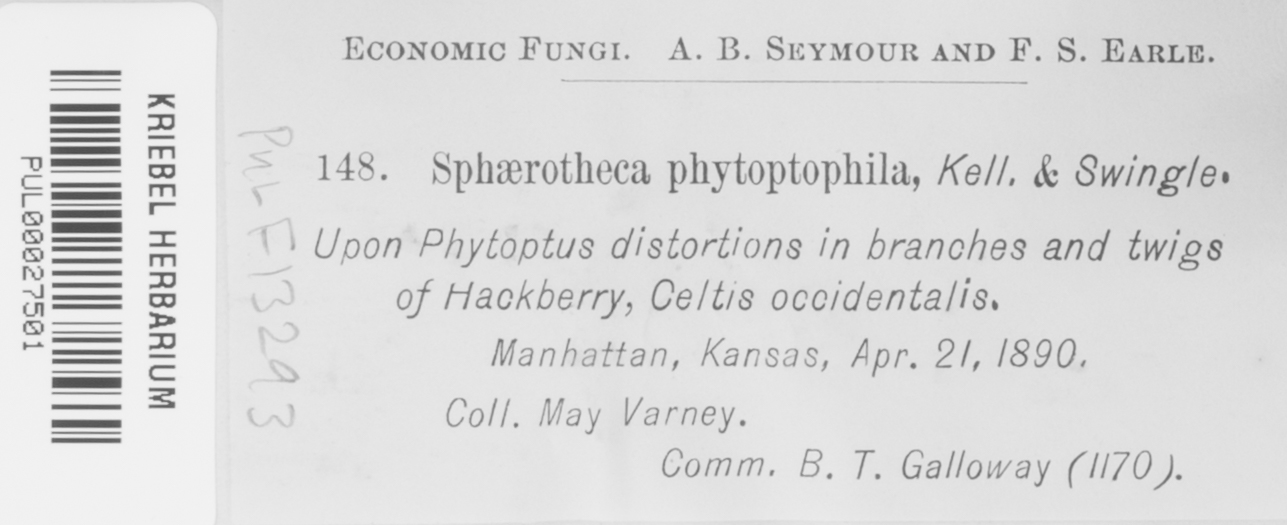 ECONOMIC FUNGI. A. B. SEYMOUR AND F. S. EARLE.
148. Sphærotheca phytoptophila, Kell. & Swingle.
Upon Phytoptus distortions in branches and twigs
of Hackberry, Celtis occidentalis.
Manhattan, Kansas, Apr. 21, 1890.
Coll. May Varney.
Comm. B. T. Galloway (1170).
PUL F13293
KRIEBEL HERBARIUM
PUL00027501